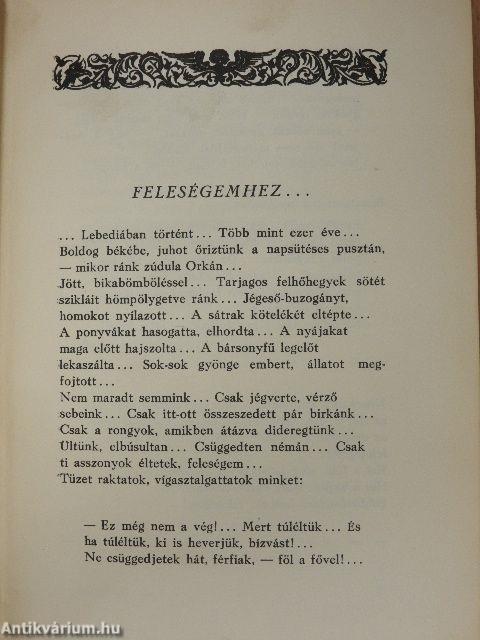 FELESÉGEMHEZ...
... Lebediában történt... Több mint ezer éve...
Boldog békébe, juhot őriztünk a napsütéses pusztán,
— mikor ránk zúdula Orkán...
Jött, bikabömböléssel... Tarjagos felhőhegyek sötét
szikláit hömpölygetve ránk... Jégeső-buzogányt,
homokot nyilazott... A sátrak kötelékét eltépte...
A ponyvákat hasogatta, elhordta... A nyájakat
maga előtt hajszolta... A bársonyfű legelőt
lekaszálta... Sok-sok gyönge embert, állatot meg-
fojtott...
Nem maradt semmink... Csak jégverte, vérző
sebeink... Csak itt-ott összeszedett pár birkánk...
Csak a rongyok, amikben átázva dideregtünk...
Ültünk, elbúsultan... Csüggedten némán... Csak
ti asszonyok éltetek, feleségem...
Tüzet raktatok, vígasztalgattatok minket:
— Ez még nem a vég!... Mert túléltük... És
ha túléltük, ki is heverjük, bízvást!...
Ne csüggedjetek hát, férfiak, — föl a fővel!...
Antikvárium.hu